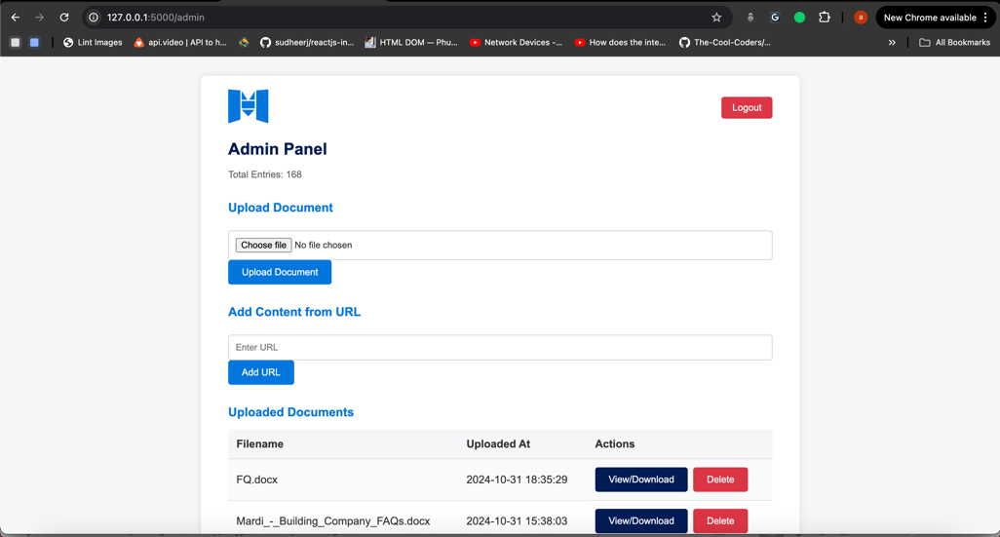 127.0.0.1:5000/admin
a
New Chrome available
Lint Images
api.video | API to h...
sudheerj/reactjs-in...
HTML DOM — Phu...
Network Devices -...
How does the inte...
The-Cool-Coders/...
All Bookmarks
Logout
Admin Panel
Total Entries: 168
Upload Document
Choose file No file chosen
Upload Document
Add Content from URL
Enter URL
Add URL
Uploaded Documents
Filename Uploaded At Actions
FQ.docx 2024-10-31 18:35:29 View/Download Delete
Mardi_-_Building_Company_FAQs.docx 2024-10-31 15:38:03 View/Download Delete